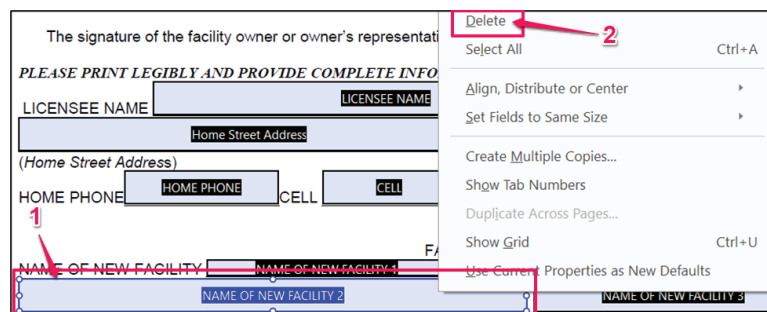 The signature of the facility owner or owner's representati
PLEASE PRINT LEGIBLY AND PROVIDE COMPLETE INFO
LICENSEE NAME LICENSEE NAME
Home Street Address
(Home Street Address)
HOME PHONE HOME PHONE CELL CELL
1
FA
NAME OF NEW FACILITY NAME OF NEW FACILITY 1
NAME OF NEW FACILITY 2
NAME OF NEW FACILITY 3
Delete
2
Select All Ctrl+A
Align, Distribute or Center
Set Fields to Same Size
Create Multiple Copies...
Show Tab Numbers
Duplicate Across Pages...
Show Grid Ctrl+U
Use Current Properties as New Defaults